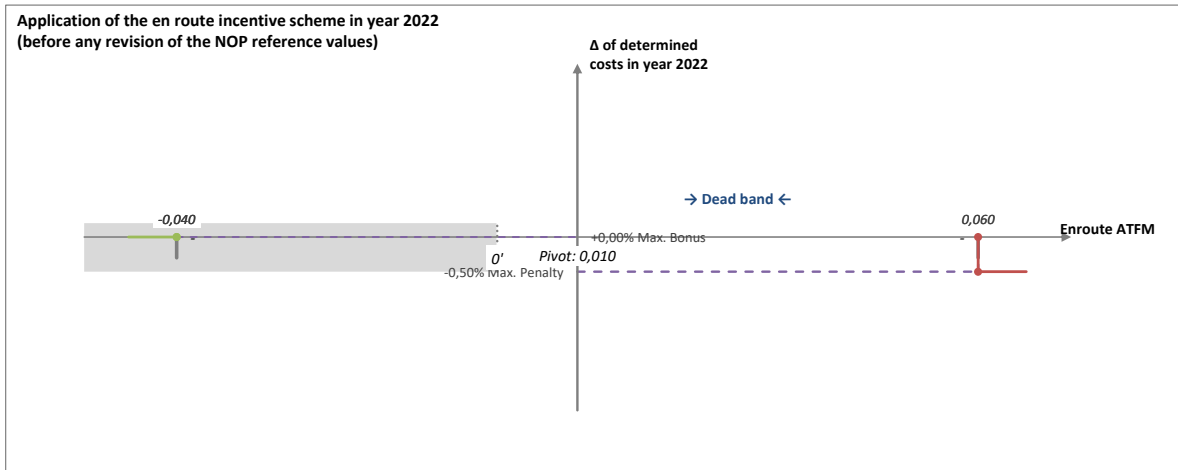 Application of the en route incentive scheme in year 2022
(before any revision of the NOP reference values)
Δ of determined
costs in year 2022
→ Dead band ←
-0,040
0,060
Enroute ATFM
-
+0,00% Max. Bonus
-
0'
Pivot: 0,010
-0,50% Max. Penalty